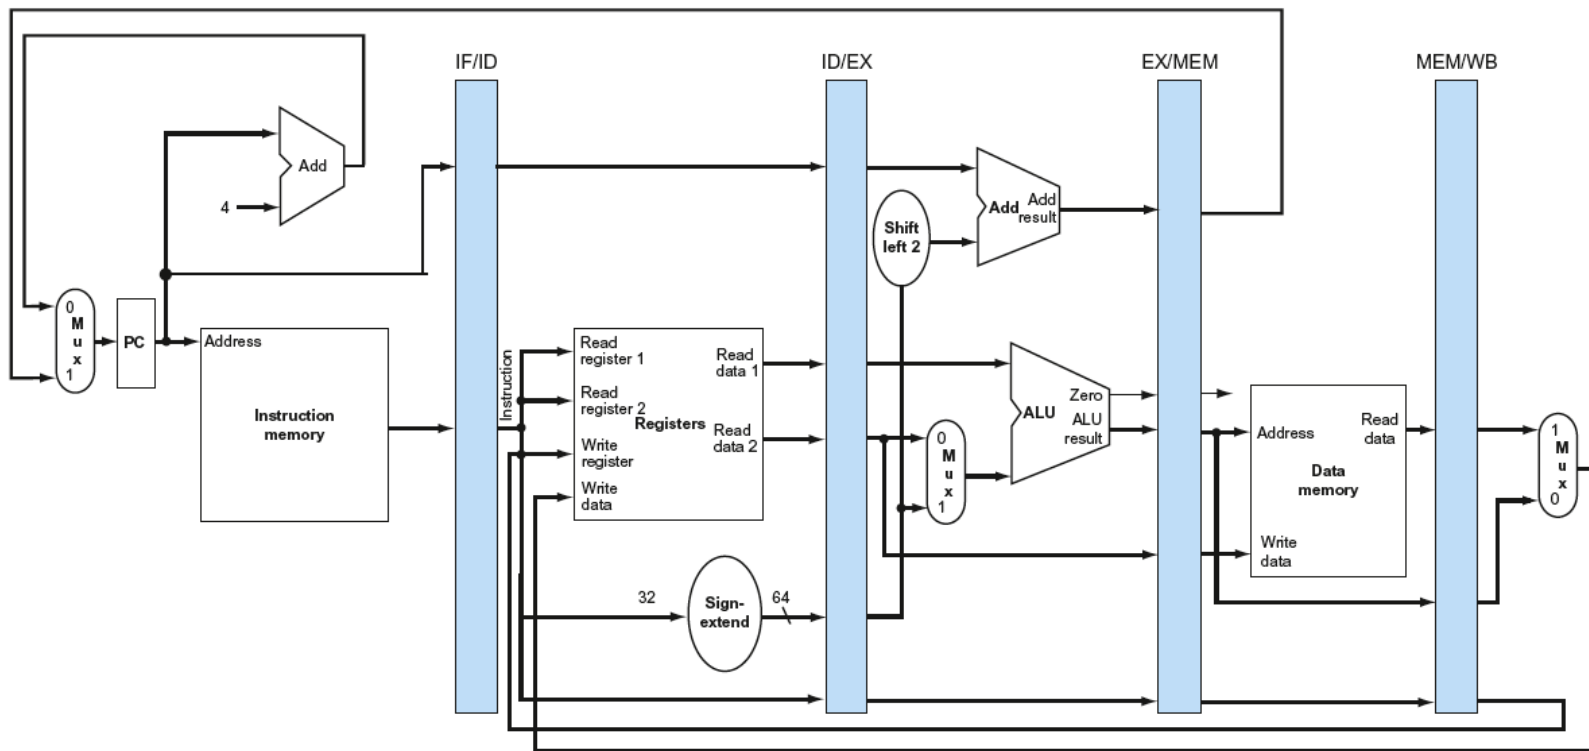 IF/ID
ID/EX
EX/MEM
MEM/WB
Add
4
Add
Add
result
Shift
left 2
0
M
u
x
1
PC
Address
Instruction
memory
Instruction
Read
register 1
Read
register 2
Write
register
Write
data
Registers
Read
data 1
Read
data 2
0
M
u
x
1
ALU
Zero
ALU
result
Address
Read
data
Data
memory
Write
data
1
M
u
x
0
32
Sign-
extend
64